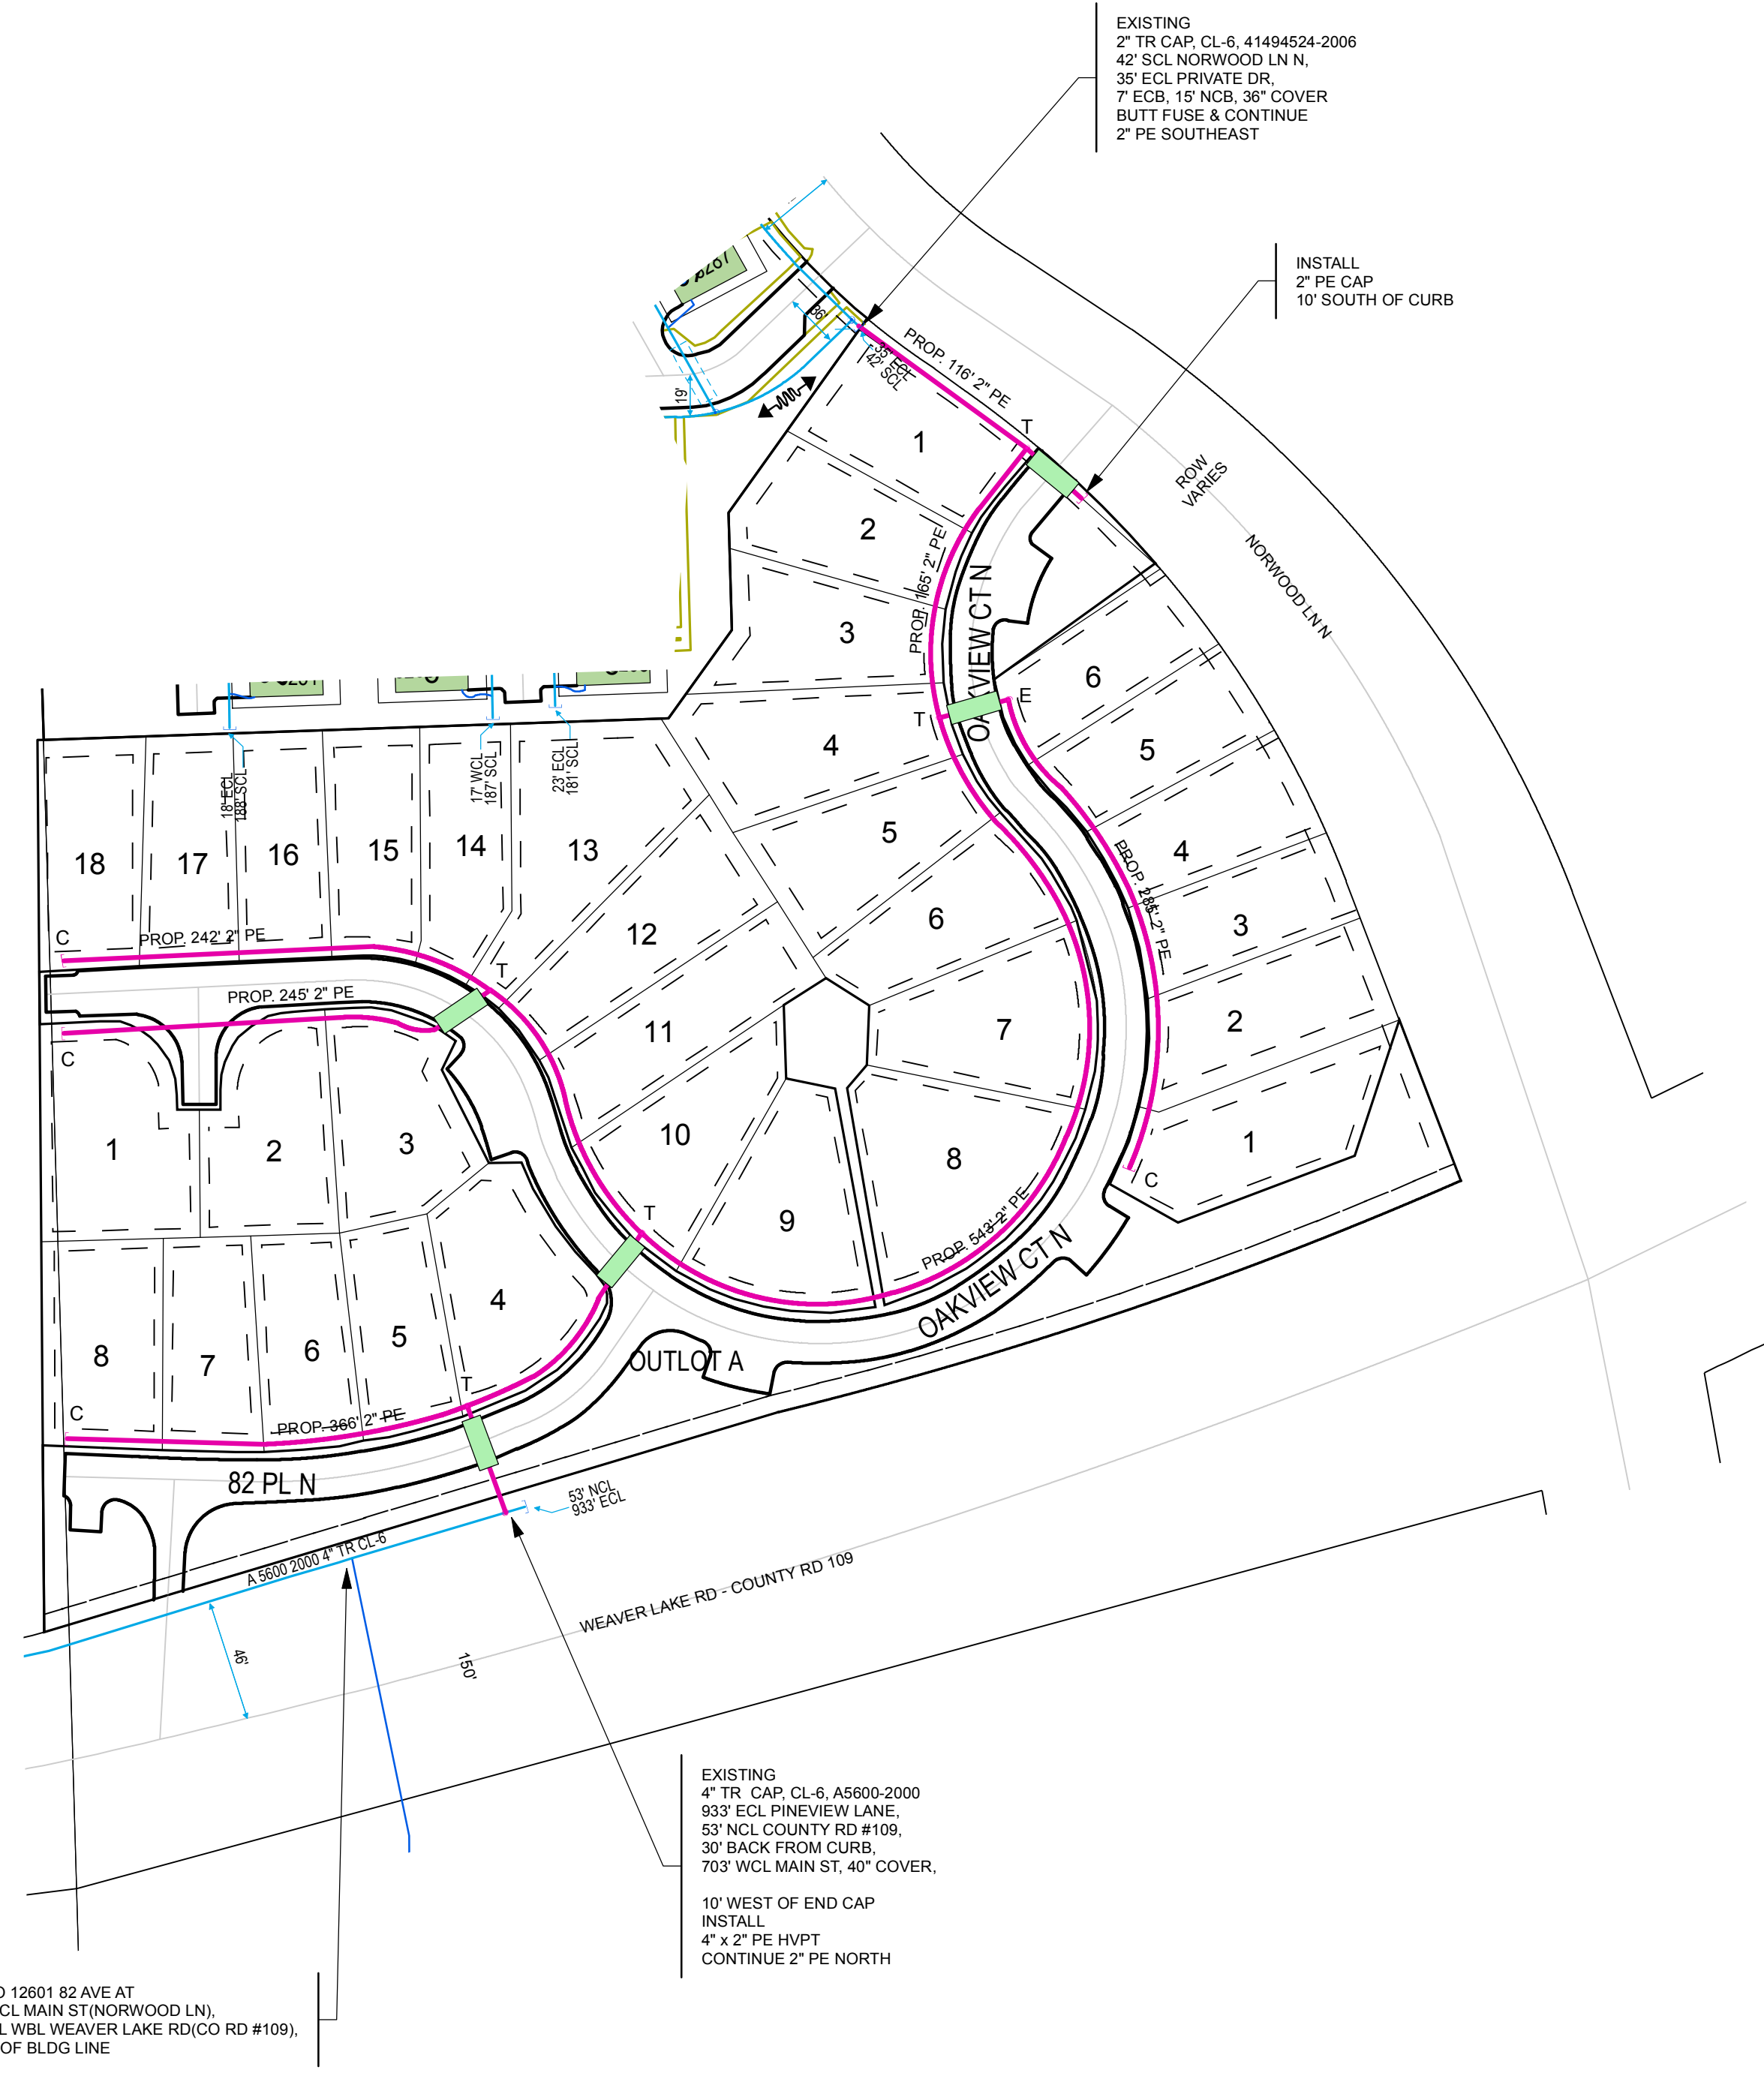 EXISTING
2" TR CAP, CL-6, 41494524-2006
42' SCL NORWOOD LN N,
35' ECL PRIVATE DR,
7' ECB, 15' NCB, 36" COVER
BUTT FUSE & CONTINUE
2" PE SOUTHEAST
INSTALL
2" PE CAP
10' SOUTH OF CURB
36'
19'
35' ECL
42' SCL
PROP. 116' 2" PE
T
ROW
VARIES
NORWOOD LN N
1
2
3
PROP. 165' 2" PE
OAKVIEW CT N
T
E
6
5
4
3
2
1
PROP. 285' 2" PE
C
4
5
6
7
8
9
10
11
12
13
14
15
16
17
18
18' ECL
188' SCL
17' WCL
187' SCL
23' ECL
181' SCL
C
PROP. 242' 2" PE
T
PROP. 245' 2" PE
C
1
2
3
4
T
PROP. 543' 2" PE
OAKVIEW CT N
8
7
6
5
T
C
PROP. 366' 2" PE
OUTLOT A
82 PL N
53' NCL
933' ECL
A 5600 2000 4" TR CL-6
WEAVER LAKE RD - COUNTY RD 109
46'
150'
EXISTING
4" TR CAP, CL-6, A5600-2000
933' ECL PINEVIEW LANE,
53' NCL COUNTY RD #109,
30' BACK FROM CURB,
703' WCL MAIN ST, 40" COVER,
10' WEST OF END CAP
INSTALL
4" x 2" PE HVPT
CONTINUE 2" PE NORTH
12601 82 AVE AT
CL MAIN ST(NORWOOD LN),
WBL WEAVER LAKE RD(CO RD #109),
OF BLDG LINE